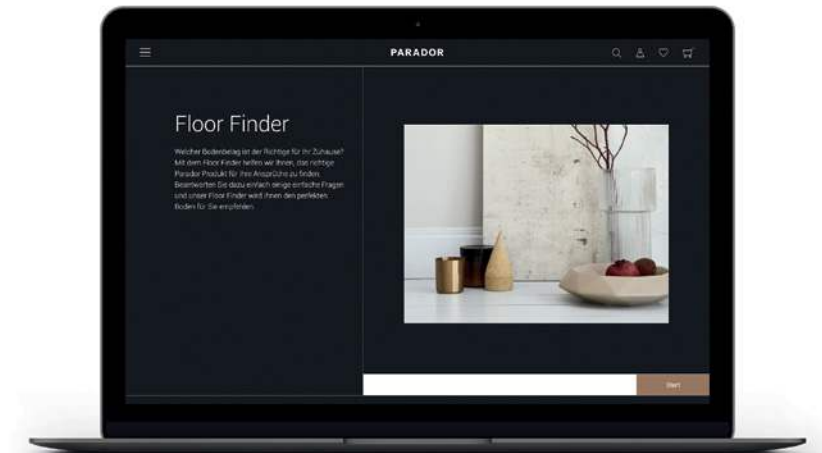 PARADOR
Floor Finder
Welcher Bodenbelag ist der Richtige für Ihr Zuhause?
Mit dem Floor Finder helfen wir Ihnen, das richtige
Parador Produkt für Ihre Ansprüche zu finden.
Beantworten Sie dazu einfach einige einfache Fragen
und unser Floor Finder wird Ihnen den perfekten
Boden für Sie empfehlen.
Start